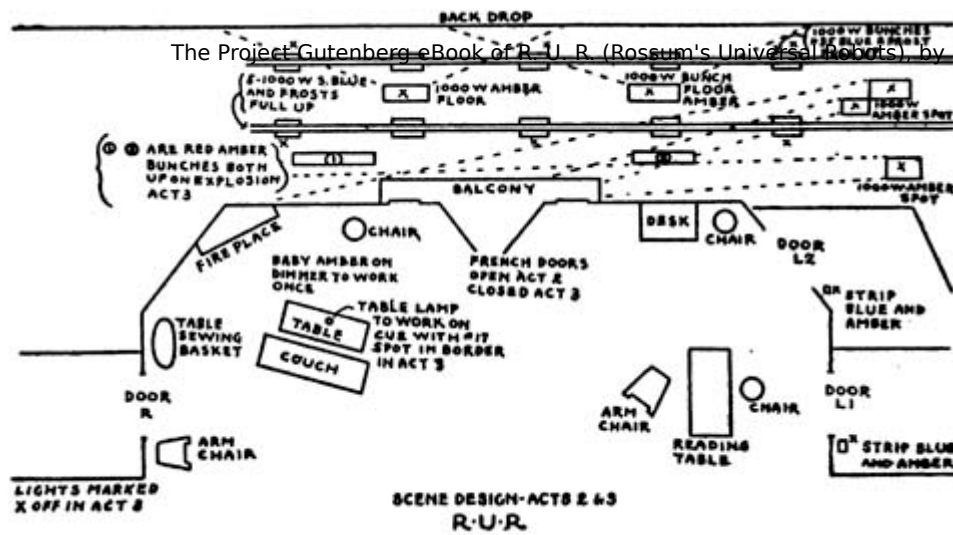 BACK DROP
1000 W BUNCHES
The Project Gutenberg eBook of R. U. R. (Rossum's Universal Robots), by
5-1000 W S. BLUE
AND FROSTS
FULL UP
1000 W AMBER
FLOOR
1000 W BUNCH
FLOOR
AMBER
1000 W
AMBER SPOT
① ② ARE RED AMBER
BUNCHES BOTH
UP ON EXPLOSION
ACT 3
(1)
BALCONY
1000 W AMBER
SPOT
FIRE PLACE
CHAIR
DESK
CHAIR
DOOR
L2
BABY AMBER ON
DIMMER TO WORK
ONCE
FRENCH DOORS
OPEN ACT 2
CLOSED ACT 3
STRIP
BLUE AND
AMBER
TABLE
SEWING
BASKET
TABLE
TABLE LAMP
TO WORK ON
CUE WITH #17
SPOT IN BORDER
IN ACT 3
COUCH
DOOR
R
ARM
CHAIR
ARM
CHAIR
READING
TABLE
CHAIR
DOOR
L1
STRIP BLUE
AND AMBER
LIGHTS MARKED
X OFF IN ACT 3
SCENE DESIGN-ACTS 2 & 3
R·U·R